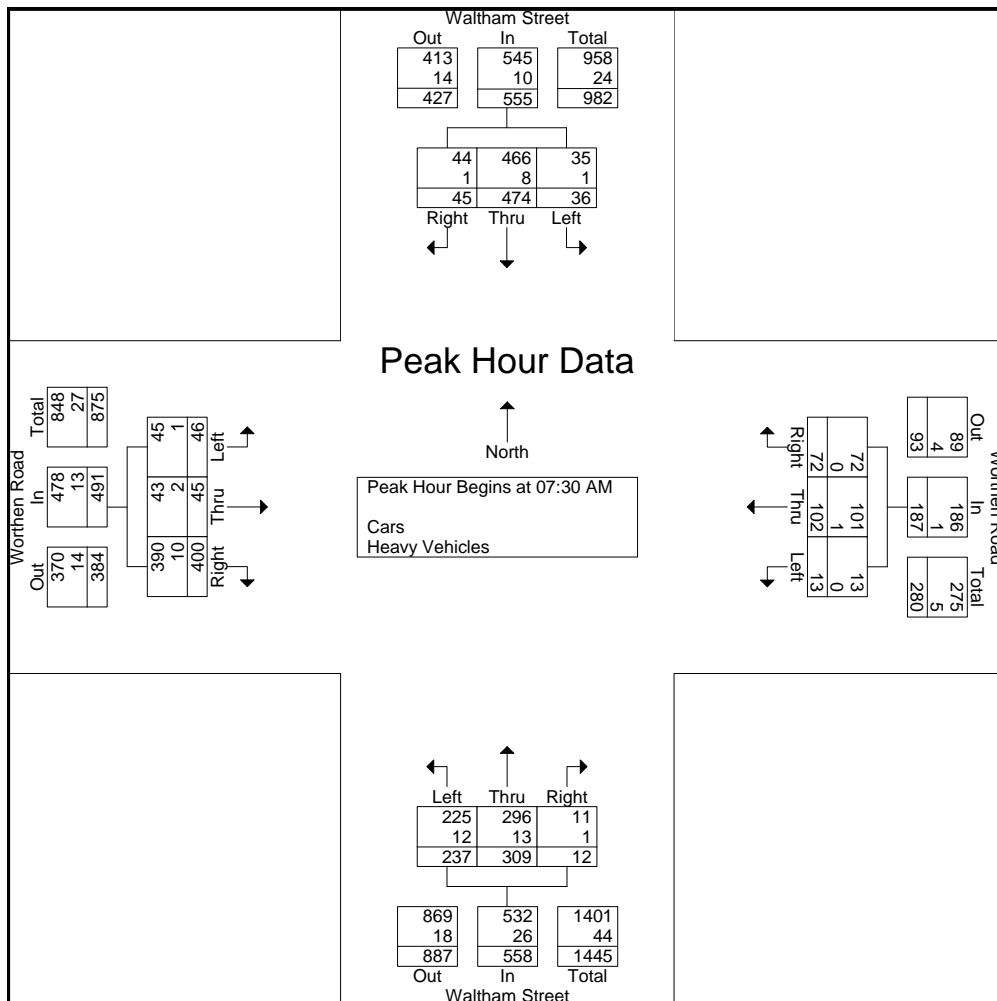 Waltham Street
Out In Total
413 545 958
14 10 24
427 555 982
44 466 35
1 8 1
45 474 36
Right Thru Left
Peak Hour Data
North
Peak Hour Begins at 07:30 AM
Cars
Heavy Vehicles
Worthen Road
Out In Total
370 478 848
14 13 27
384 491 875
45 43 390
1 2 10
46 45 400
Left Thru Right
Worthen Road
Out In Total
89 186 275
4 1 5
93 187 280
72 101 13
0 1 0
72 102 13
Right Thru Left
Left Thru Right
225 296 11
12 13 1
237 309 12
869 532 1401
18 26 44
887 558 1445
Out In Total
Waltham Street